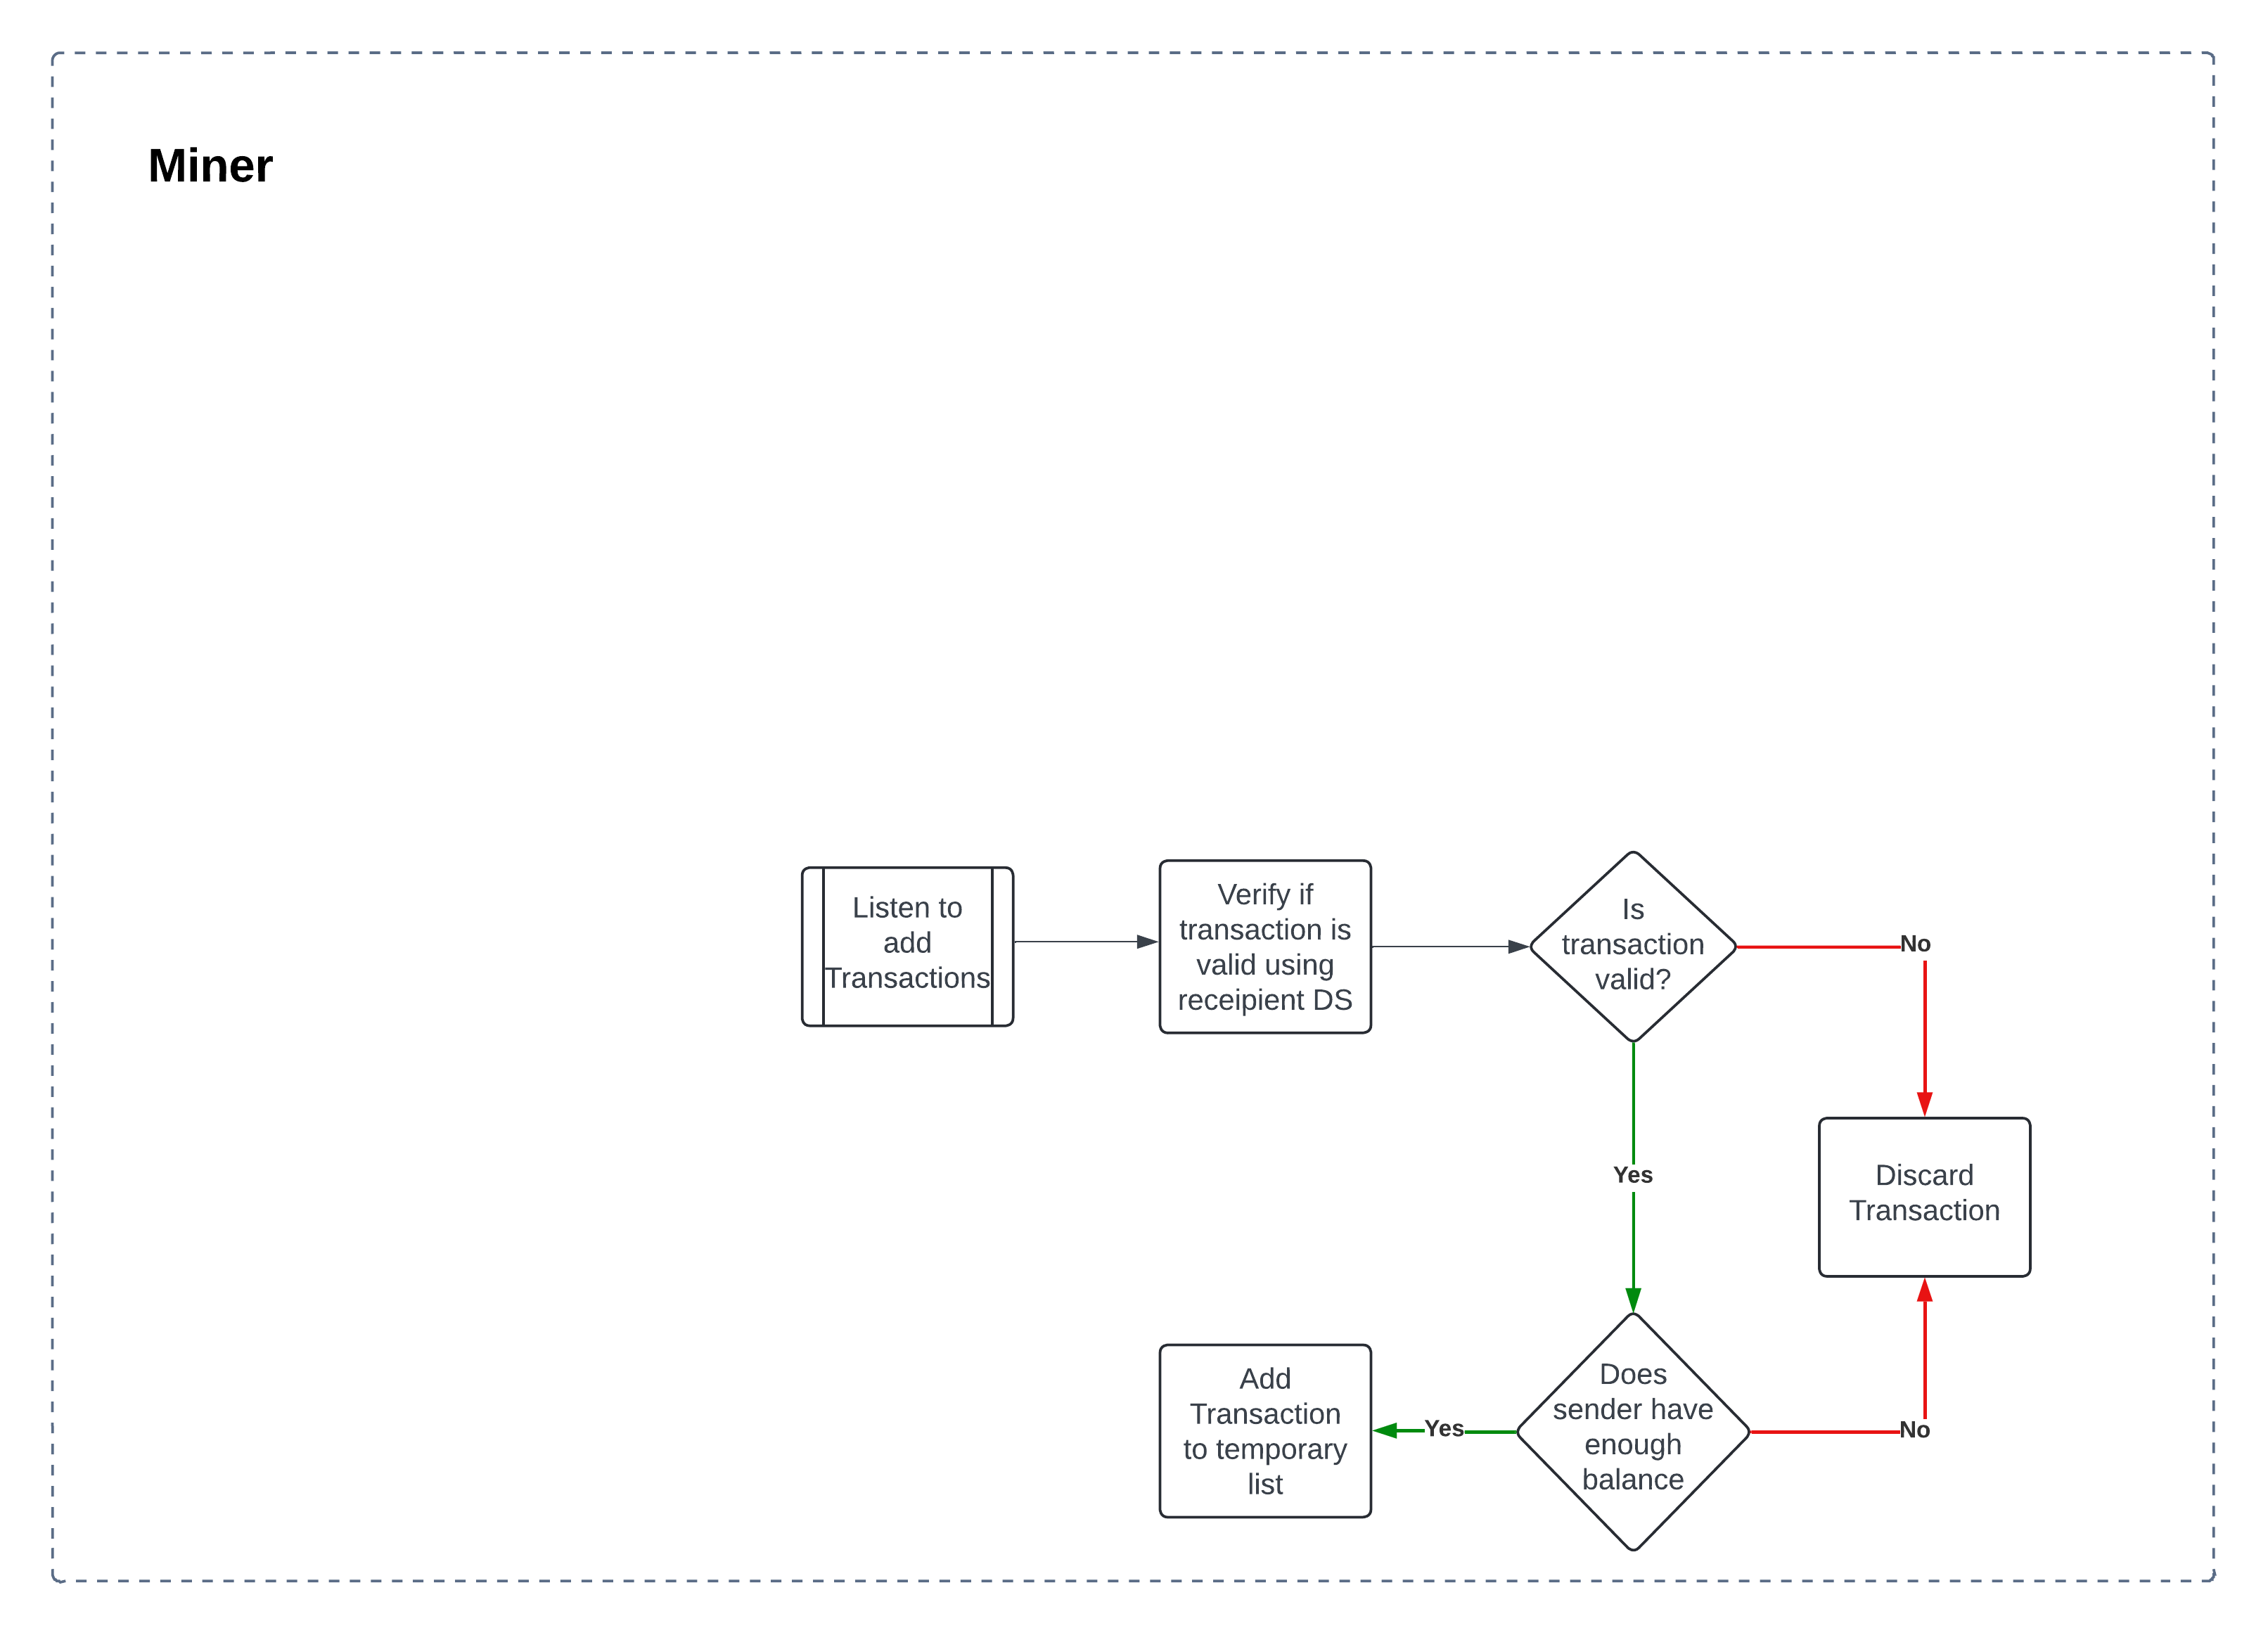 Miner
Listen to
add
Transactions
Verify if
transaction is
valid using
receipient DS
Is
transaction
valid?
No
Yes
Discard
Transaction
Add
Transaction
to temporary
list
Yes
Does
sender have
enough
balance
No